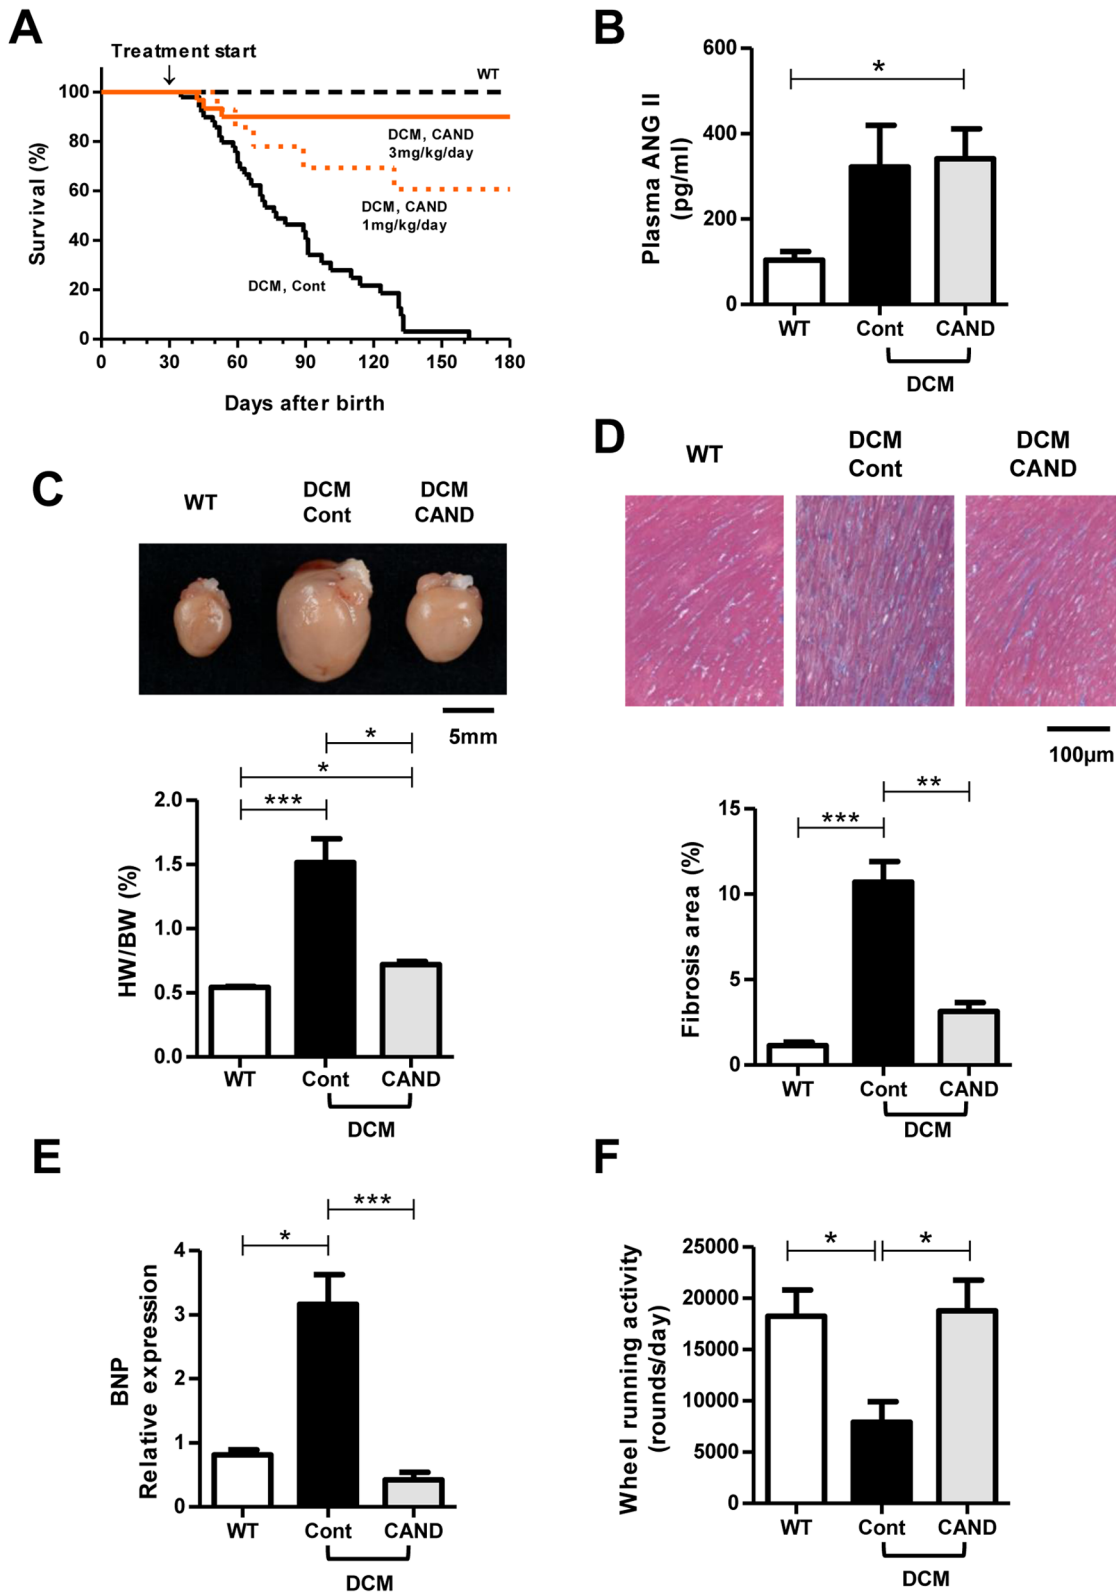 A
Treatment start
WT
DCM, CAND
3mg/kg/day
DCM, CAND
1mg/kg/day
DCM, Cont
Survival (%)
100
80
60
40
20
0
0 30 60 90 120 150 180
Days after birth
B
*
Plasma ANG II
(pg/ml)
600
400
200
0
WT Cont CAND
DCM
C
WT
DCM
Cont
DCM
CAND
5mm
*
*
***
HW/BW (%)
2.0
1.5
1.0
0.5
0.0
WT Cont CAND
DCM
D
WT
DCM
Cont
DCM
CAND
100µm
**
***
Fibrosis area (%)
15
10
5
0
WT Cont CAND
DCM
E
***
*
BNP
Relative expression
4
3
2
1
0
WT Cont CAND
DCM
F
* *
Wheel running activity
(rounds/day)
25000
20000
15000
10000
5000
0
WT Cont CAND
DCM